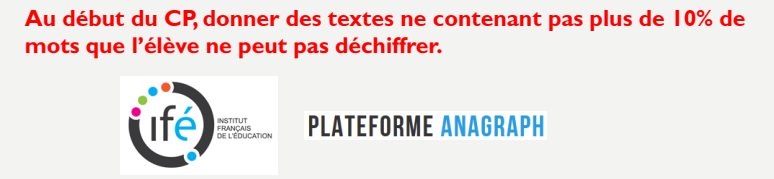 Au début du CP, donner des textes ne contenant pas plus de 10% de
mots que l'élève ne peut pas déchiffrer.
ifé
INSTITUT
FRANÇAIS
DE L'ÉDUCATION
PLATEFORME ANAGRAPH